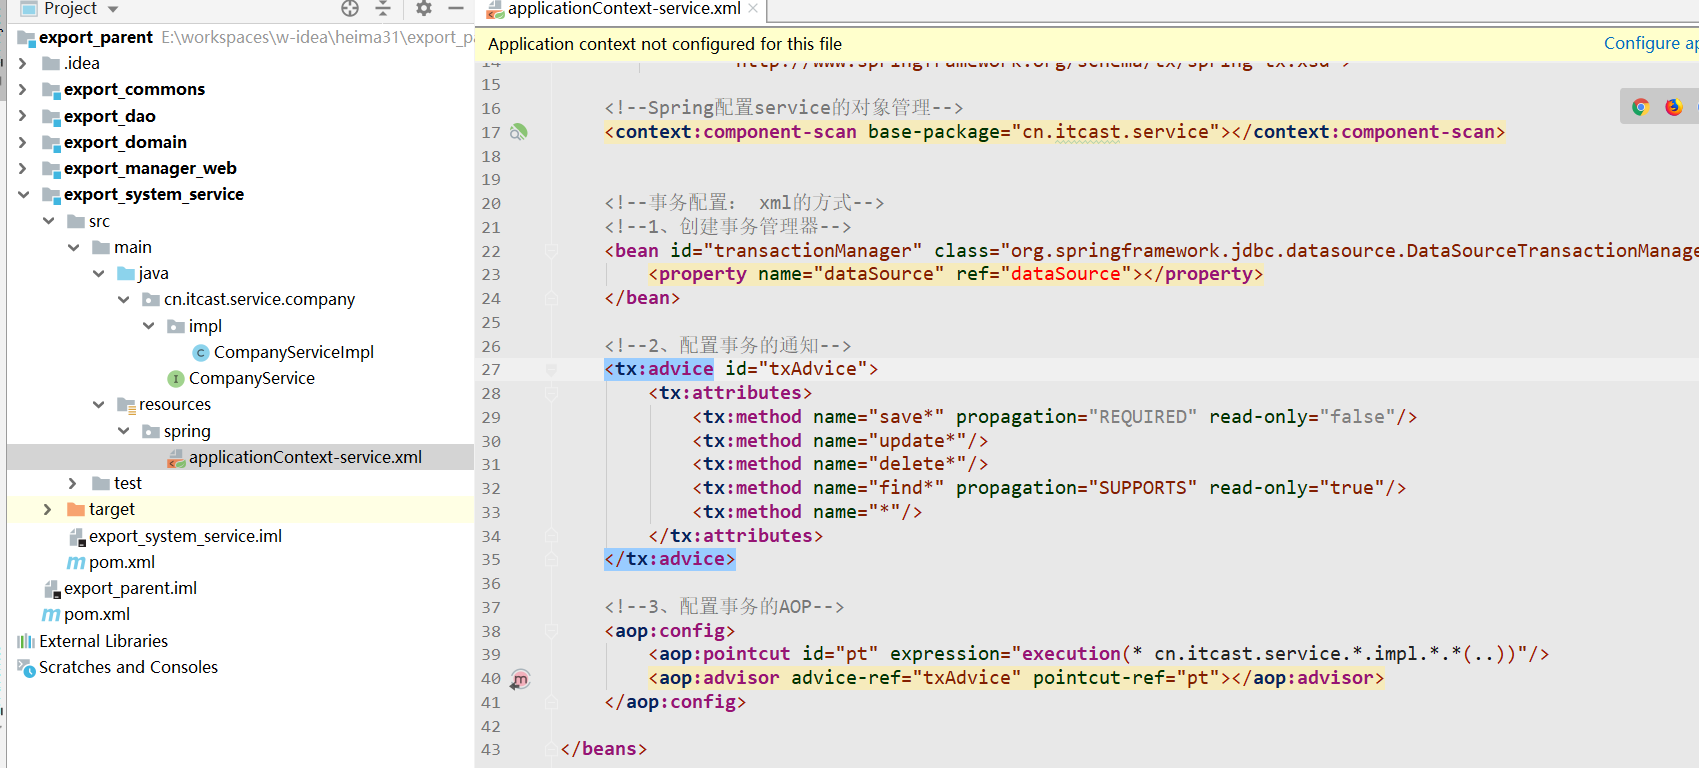 Project
export_parent E:\workspaces\w-idea\heima31\export_pa
.idea
export_commons
export_dao
export_domain
export_manager_web
export_system_service
src
main
java
cn.itcast.service.company
impl
CompanyServiceImpl
CompanyService
resources
spring
applicationContext-service.xml
test
target
export_system_service.iml
pom.xml
export_parent.iml
pom.xml
External Libraries
Scratches and Consoles
applicationContext-service.xml
Application context not configured for this file Configure ap
14 http://www.springframework.org/schema/tx/spring-tx.xsd">
15
16 <!--Spring配置service的对象管理-->
17 <context:component-scan base-package="cn.itcast.service"></context:component-scan>
18
19
20 <!--事务配置： xml的方式-->
21 <!--1、创建事务管理器-->
22 <bean id="transactionManager" class="org.springframework.jdbc.datasource.DataSourceTransactionManage
23 <property name="dataSource" ref="dataSource"></property>
24 </bean>
25
26 <!--2、配置事务的通知-->
27 <tx:advice id="txAdvice">
28 <tx:attributes>
29 <tx:method name="save*" propagation="REQUIRED" read-only="false"/>
30 <tx:method name="update*"/>
31 <tx:method name="delete*"/>
32 <tx:method name="find*" propagation="SUPPORTS" read-only="true"/>
33 <tx:method name="*"/>
34 </tx:attributes>
35 </tx:advice>
36
37 <!--3、配置事务的AOP-->
38 <aop:config>
39 <aop:pointcut id="pt" expression="execution(* cn.itcast.service.*.impl.*.*(..))"/>
40 <aop:advisor advice-ref="txAdvice" pointcut-ref="pt"></aop:advisor>
41 </aop:config>
42
43 </beans>